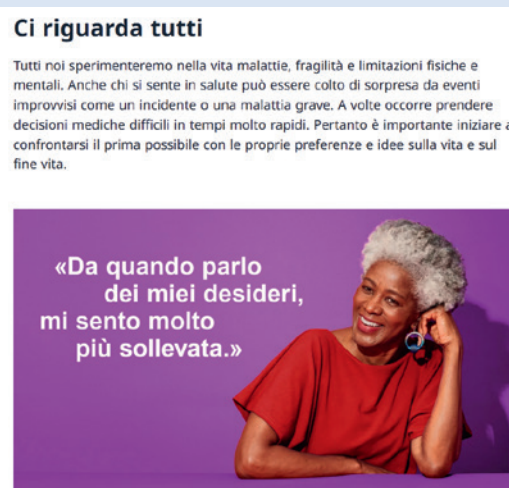 Ci riguarda tutti
Tutti noi sperimenteremo nella vita malattie, fragilità e limitazioni fisiche e
mentali. Anche chi si sente in salute può essere colto di sorpresa da eventi
improvvisi come un incidente o una malattia grave. A volte occorre prendere
decisioni mediche difficili in tempi molto rapidi. Pertanto è importante iniziare a
confrontarsi il prima possibile con le proprie preferenze e idee sulla vita e sul
fine vita.
«Da quando parlo
dei miei desideri,
mi sento molto
più sollevata.»